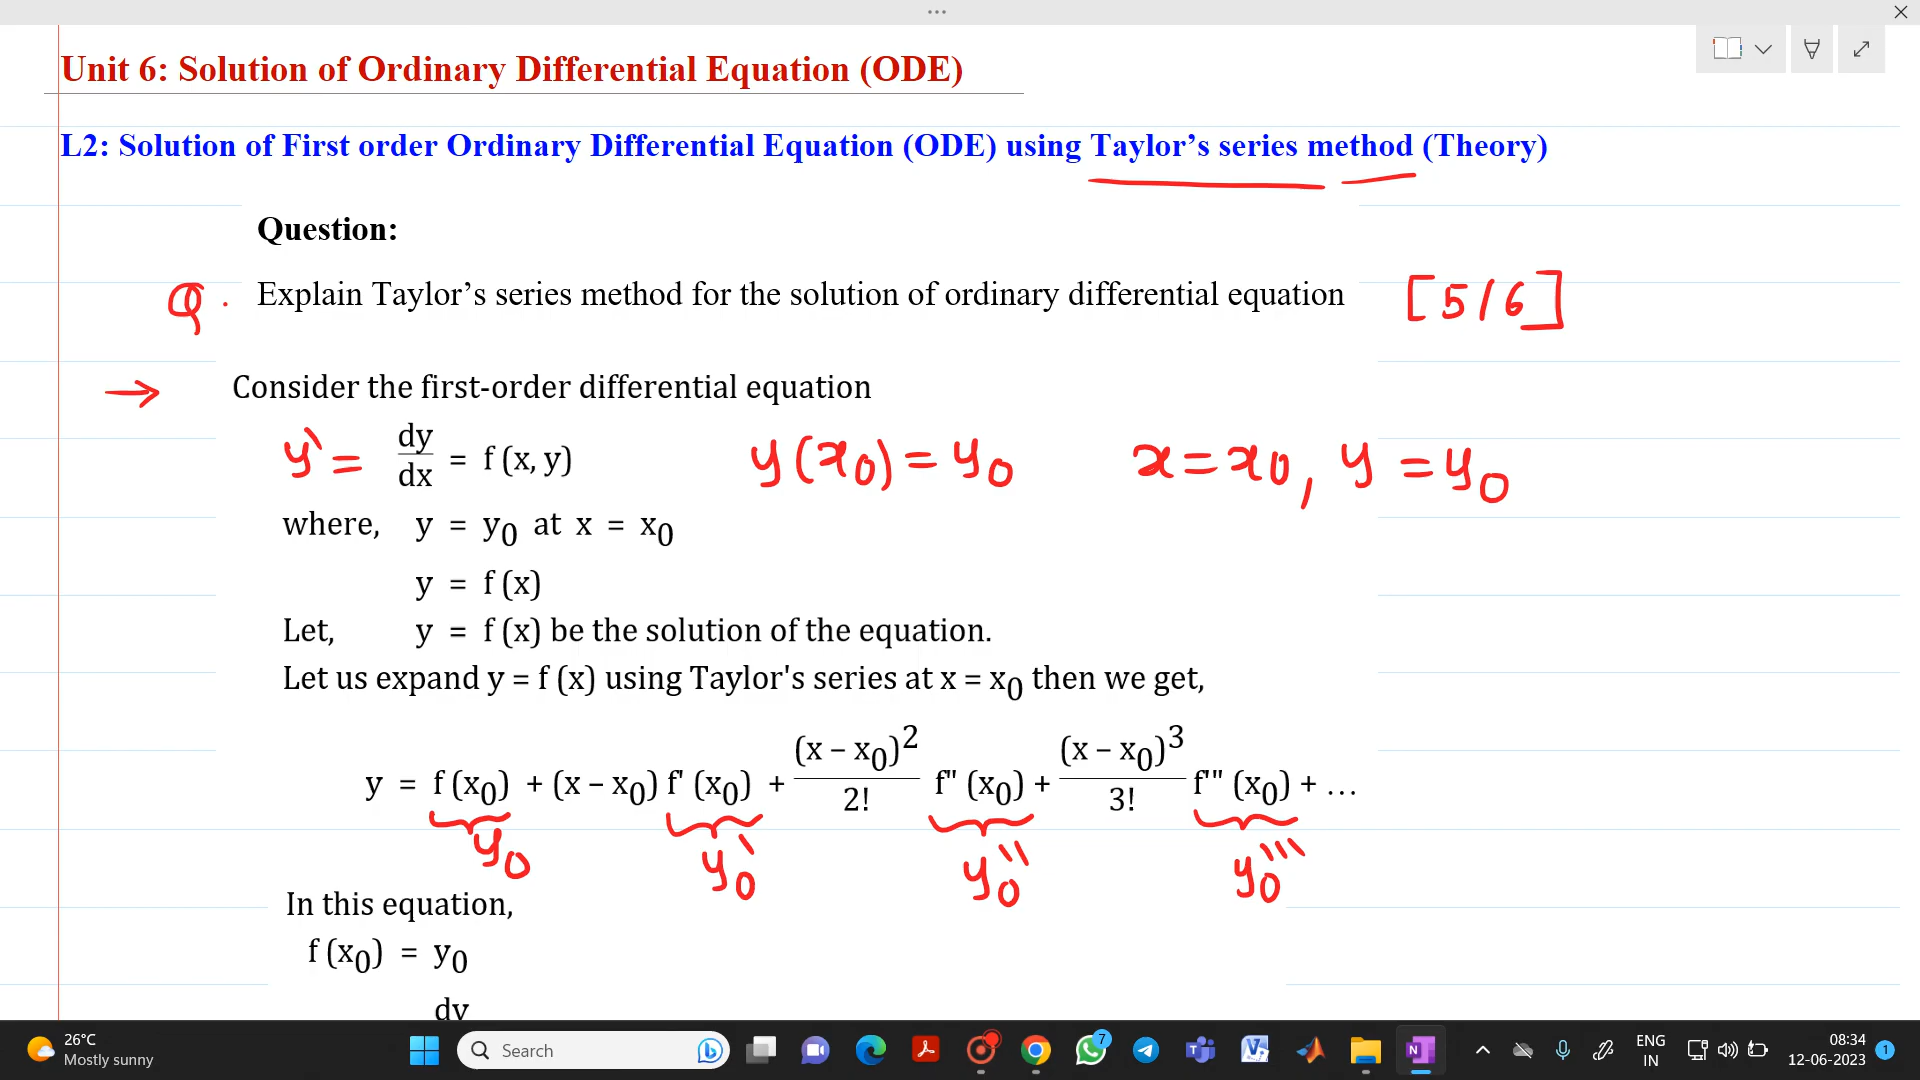 Unit 6: Solution of Ordinary Differential Equation (ODE)
L2: Solution of First order Ordinary Differential Equation (ODE) using Taylor’s series method (Theory)
Question:
Q. Explain Taylor’s series method for the solution of ordinary differential equation [5/6]
→ Consider the first-order differential equation
y' = dy/dx = f (x, y) y(x0) = y0 x = x0, y = y0
where, y = y0 at x = x0
y = f (x)
Let, y = f (x) be the solution of the equation.
Let us expand y = f (x) using Taylor's series at x = x0 then we get,
y = f (x0) + (x – x0) f' (x0) + (x – x0)2/2! f" (x0) + (x – x0)3/3! f'" (x0) + …
y0 y0' y0'' y0'''
In this equation,
f (x0) = y0
dy
26°C
Mostly sunny
Search
7
ENG
IN
08:34
12-06-2023
1